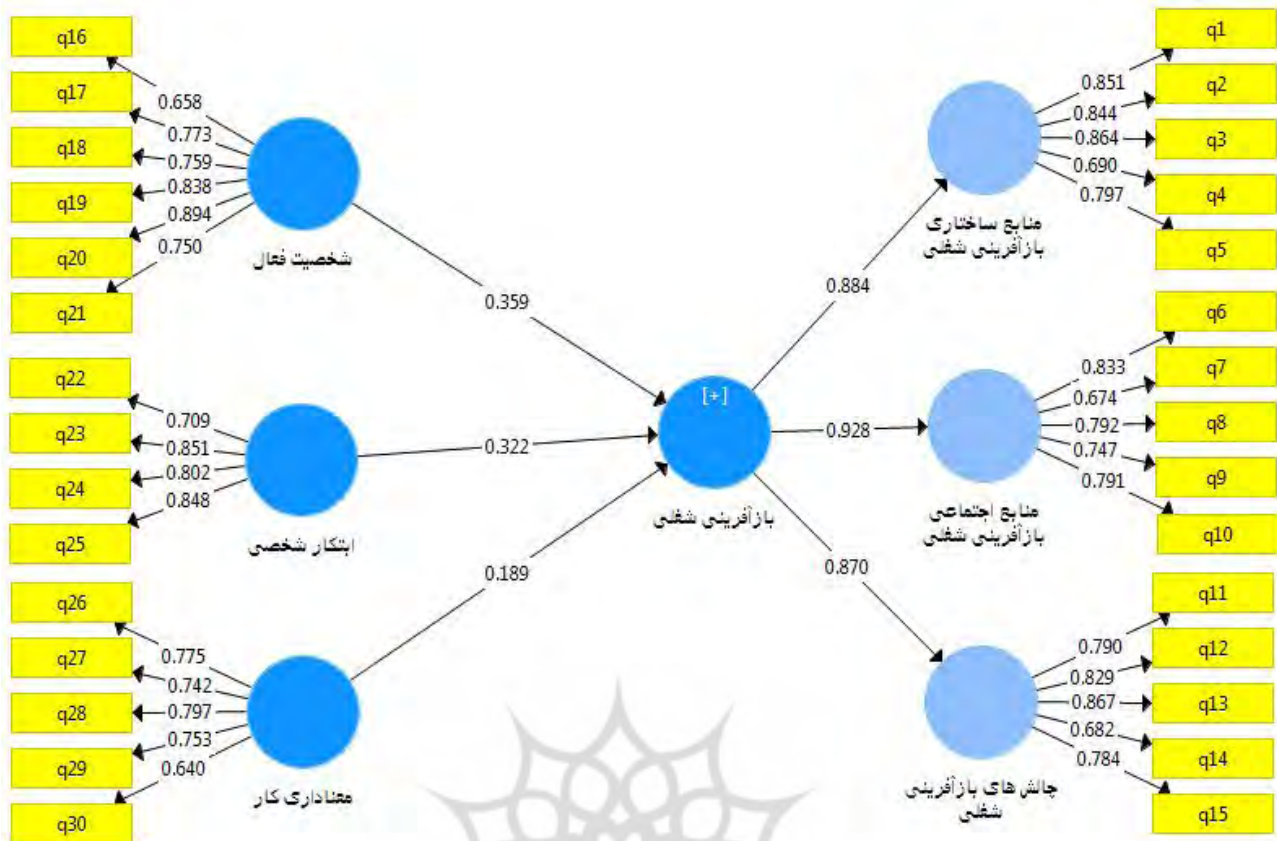 q16
q17
q18
q19
q20
q21
0.658
0.773
0.759
0.838
0.894
0.750
شخصیت فعال
q22
q23
q24
q25
0.709
0.851
0.802
0.848
ابتکار شخصی
q26
q27
q28
q29
q30
0.775
0.742
0.797
0.753
0.640
معناداری کار
0.359
0.322
0.189
[+]
بازآفرینی شغلی
0.884
0.928
0.870
منابع ساختاری
بازآفرینی شغلی
0.851
0.844
0.864
0.690
0.797
q1
q2
q3
q4
q5
منابع اجتماعی
بازآفرینی شغلی
0.833
0.674
0.792
0.747
0.791
q6
q7
q8
q9
q10
چالش های بازآفرینی
شغلی
0.790
0.829
0.867
0.682
0.784
q11
q12
q13
q14
q15